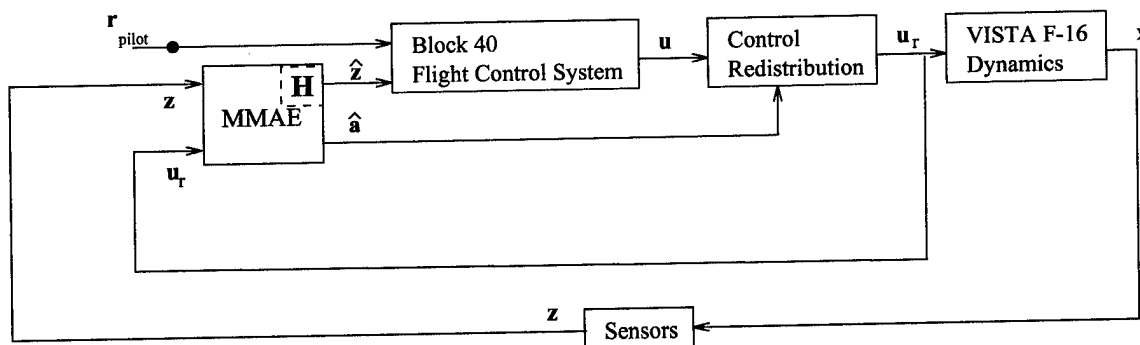 r pilot
Block 40
Flight Control System
u
Control
Redistribution
u r
VISTA F-16
Dynamics
x
z
MMAE
H
ẑ
â
u r
z
Sensors